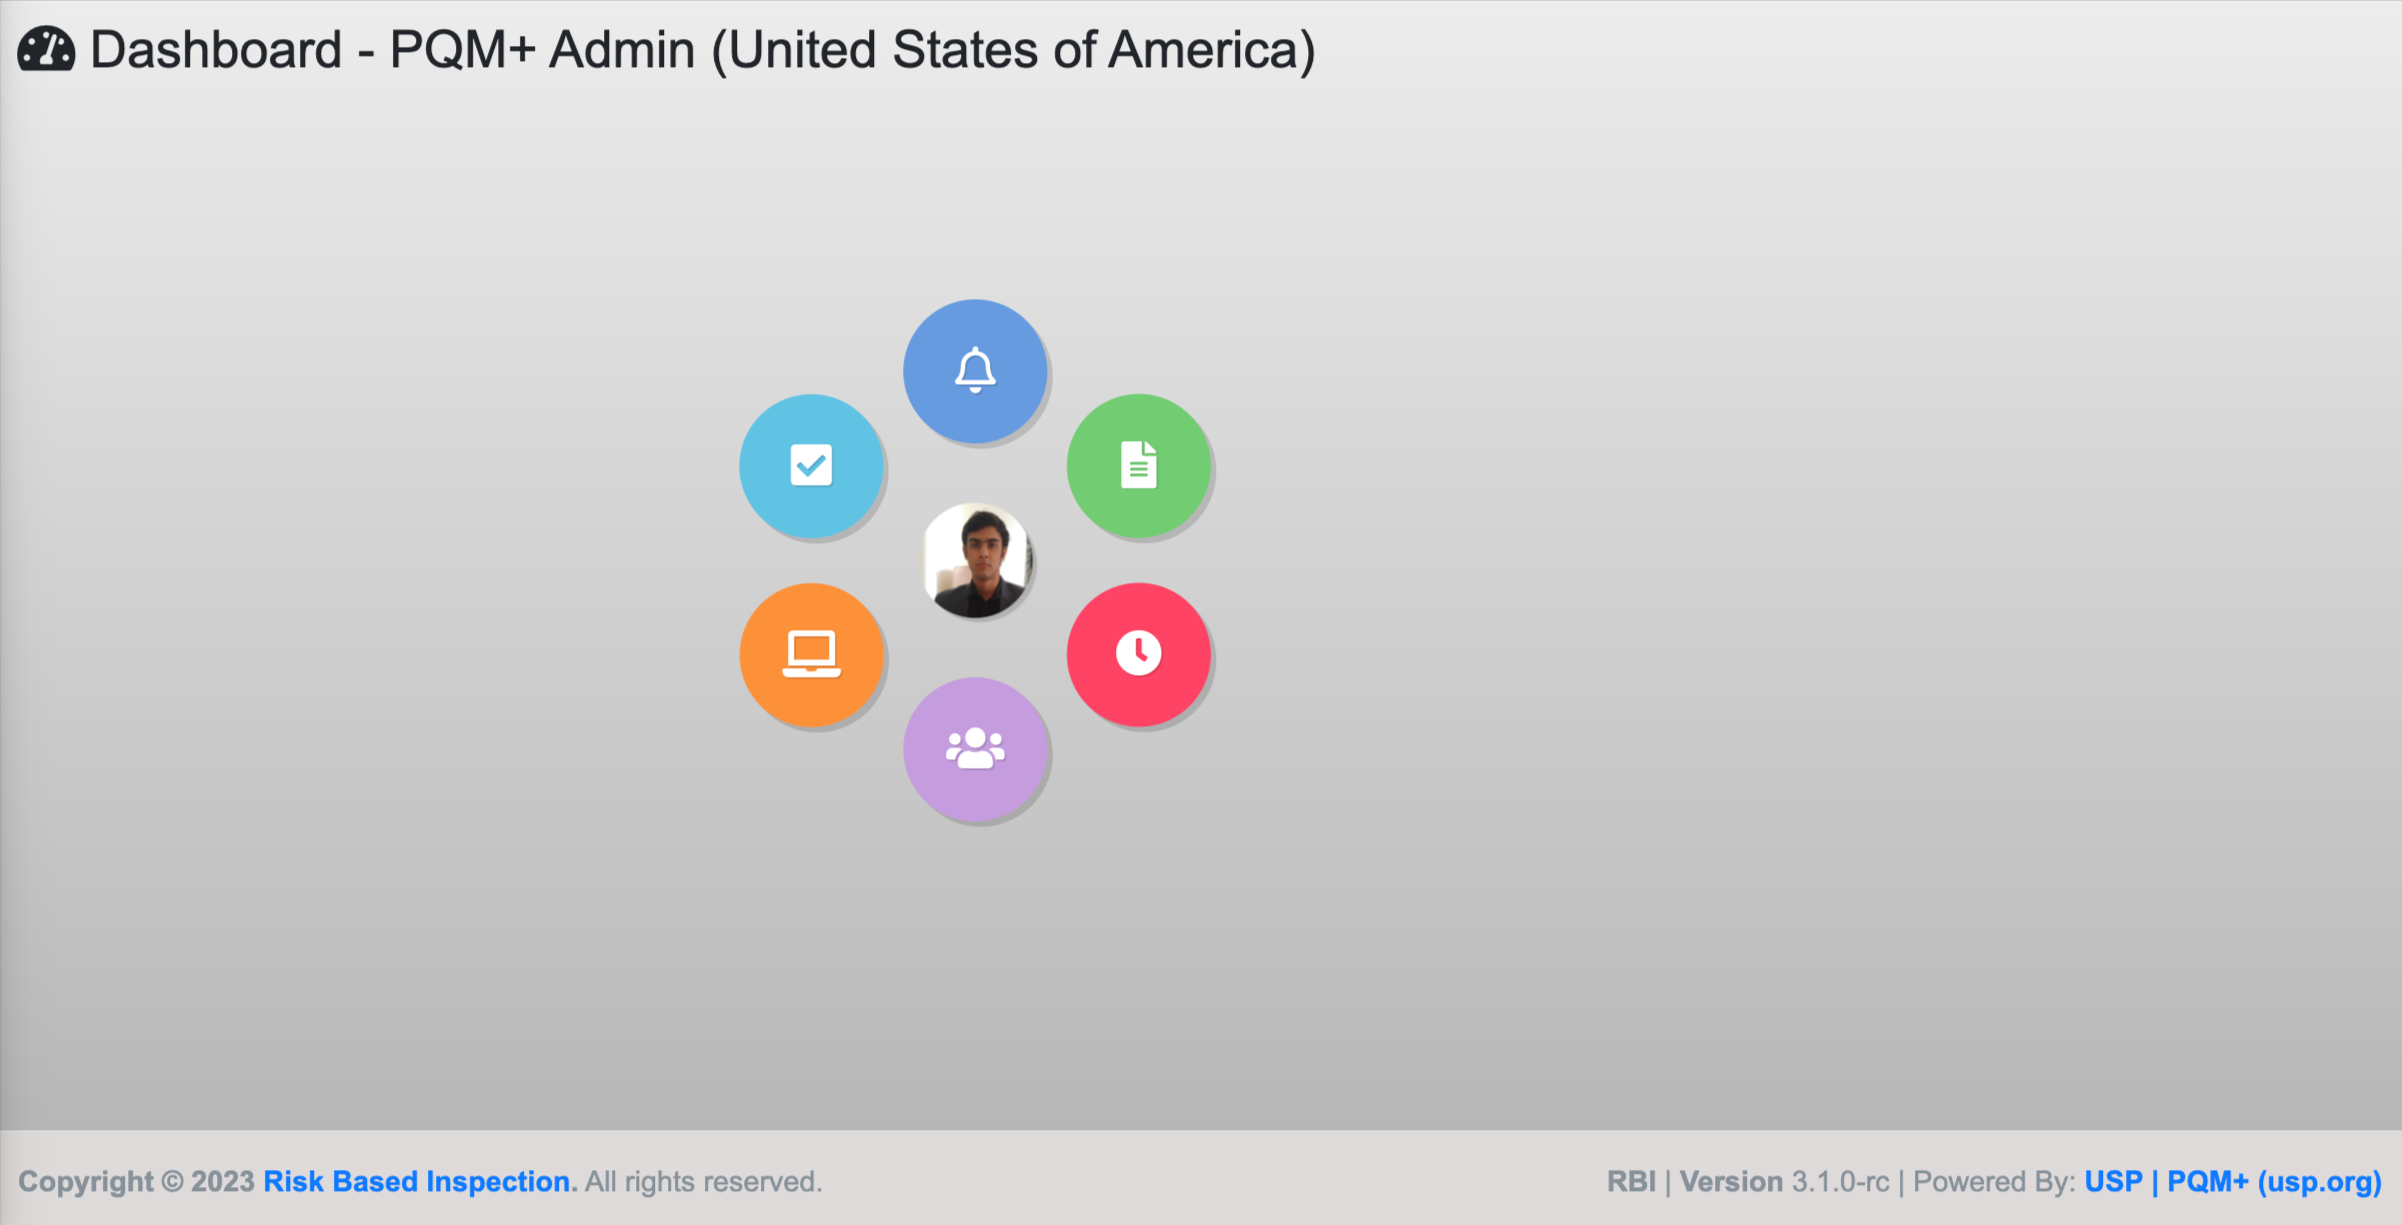 Dashboard - PQM+ Admin (United States of America)
Copyright © 2023 Risk Based Inspection. All rights reserved.
RBI | Version 3.1.0-rc | Powered By: USP | PQM+ (usp.org)